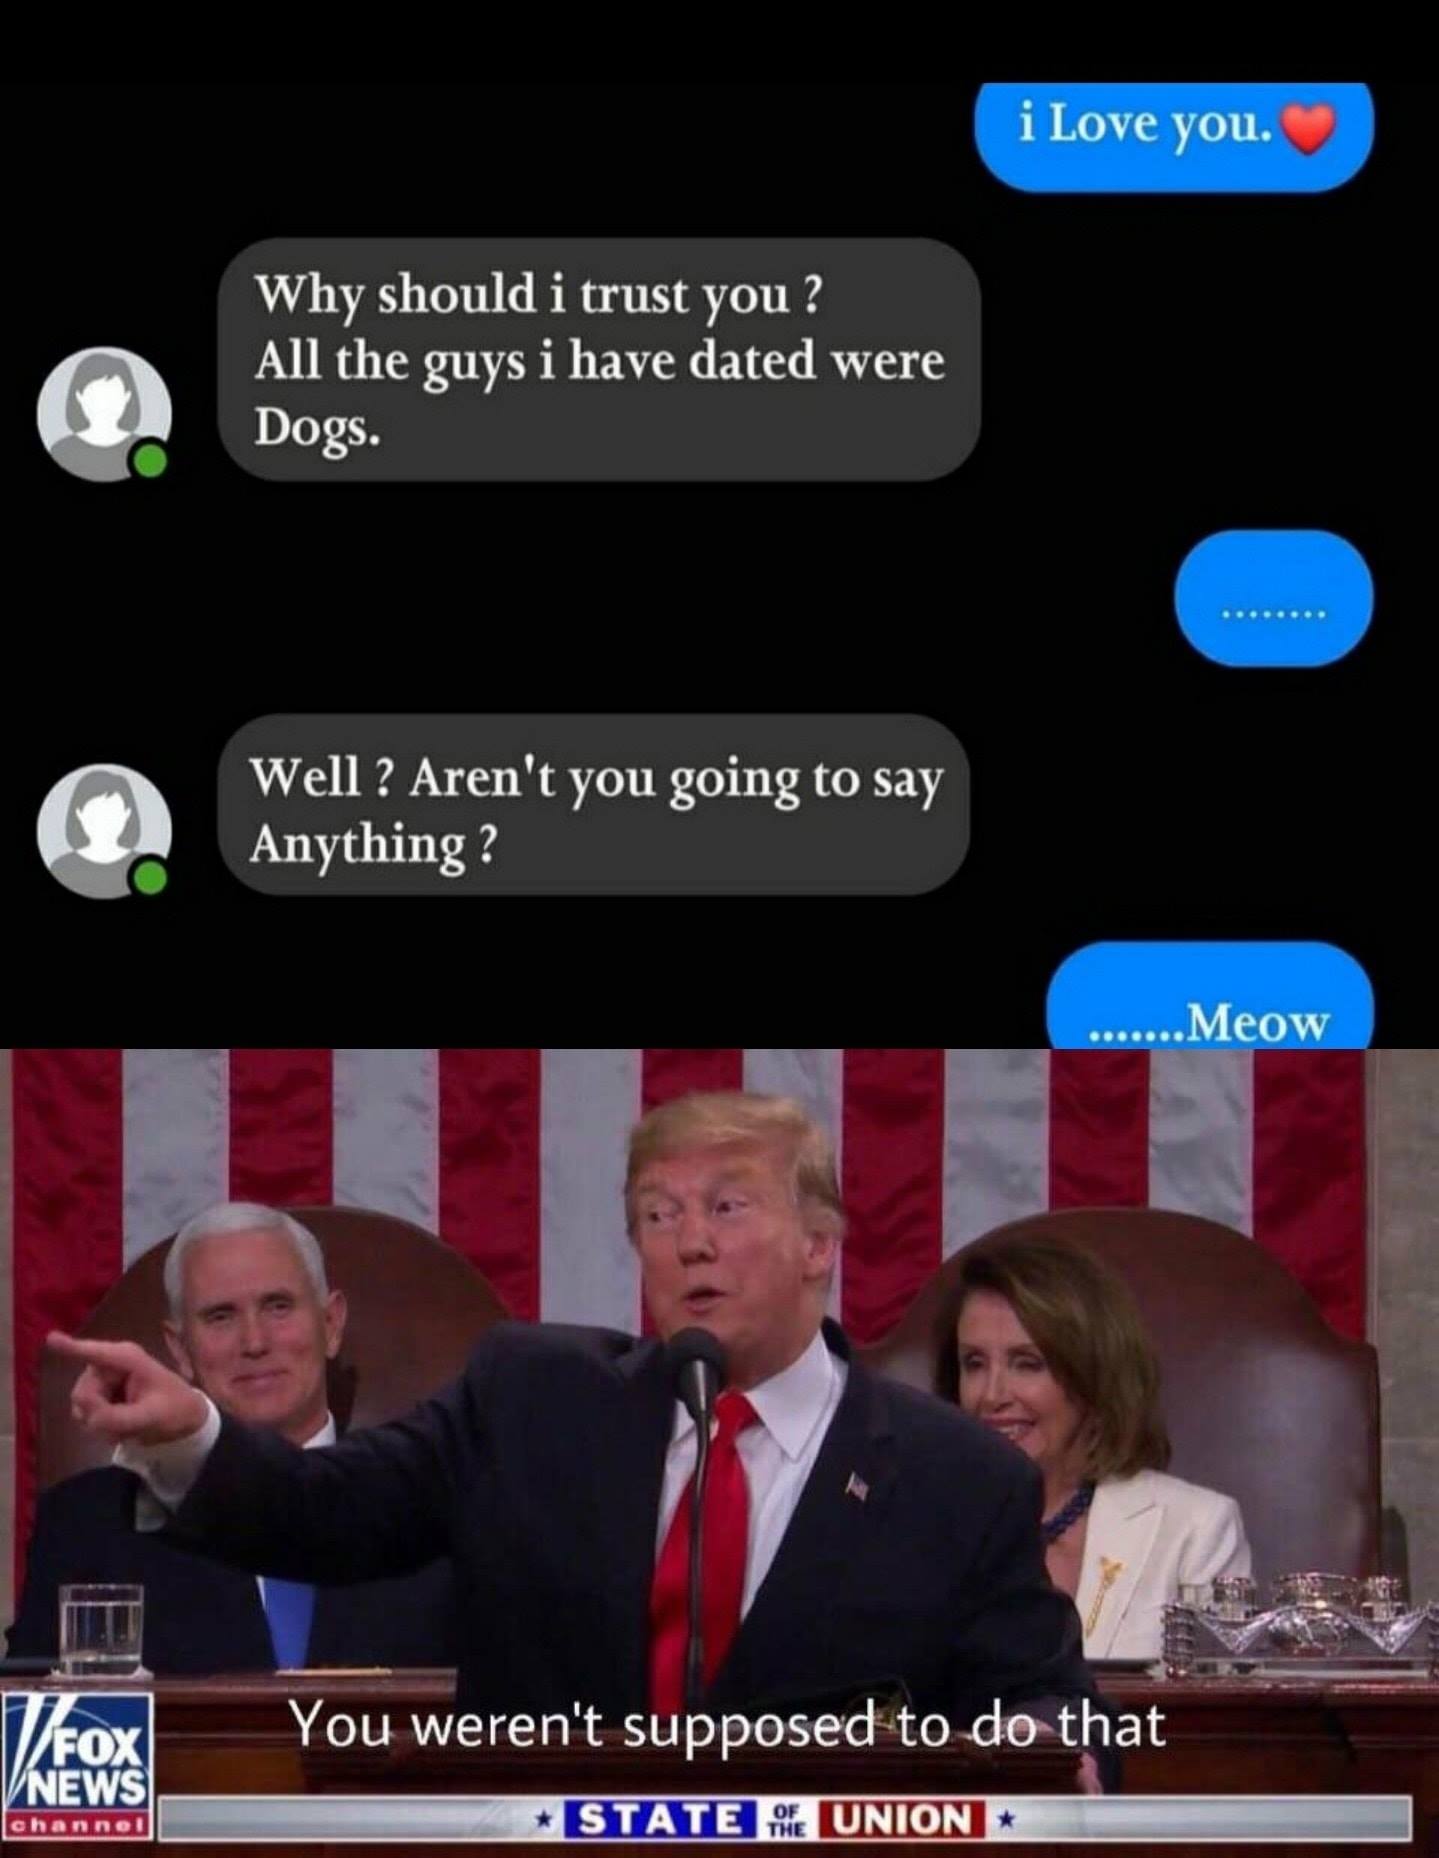 i Love you.❤️
Why should i trust you ?
All the guys i have dated were
Dogs.
........
Well ? Aren't you going to say
Anything ?
.......Meow
You weren't supposed to do that
FOX
NEWS
channel
★ STATE OF THE UNION ★